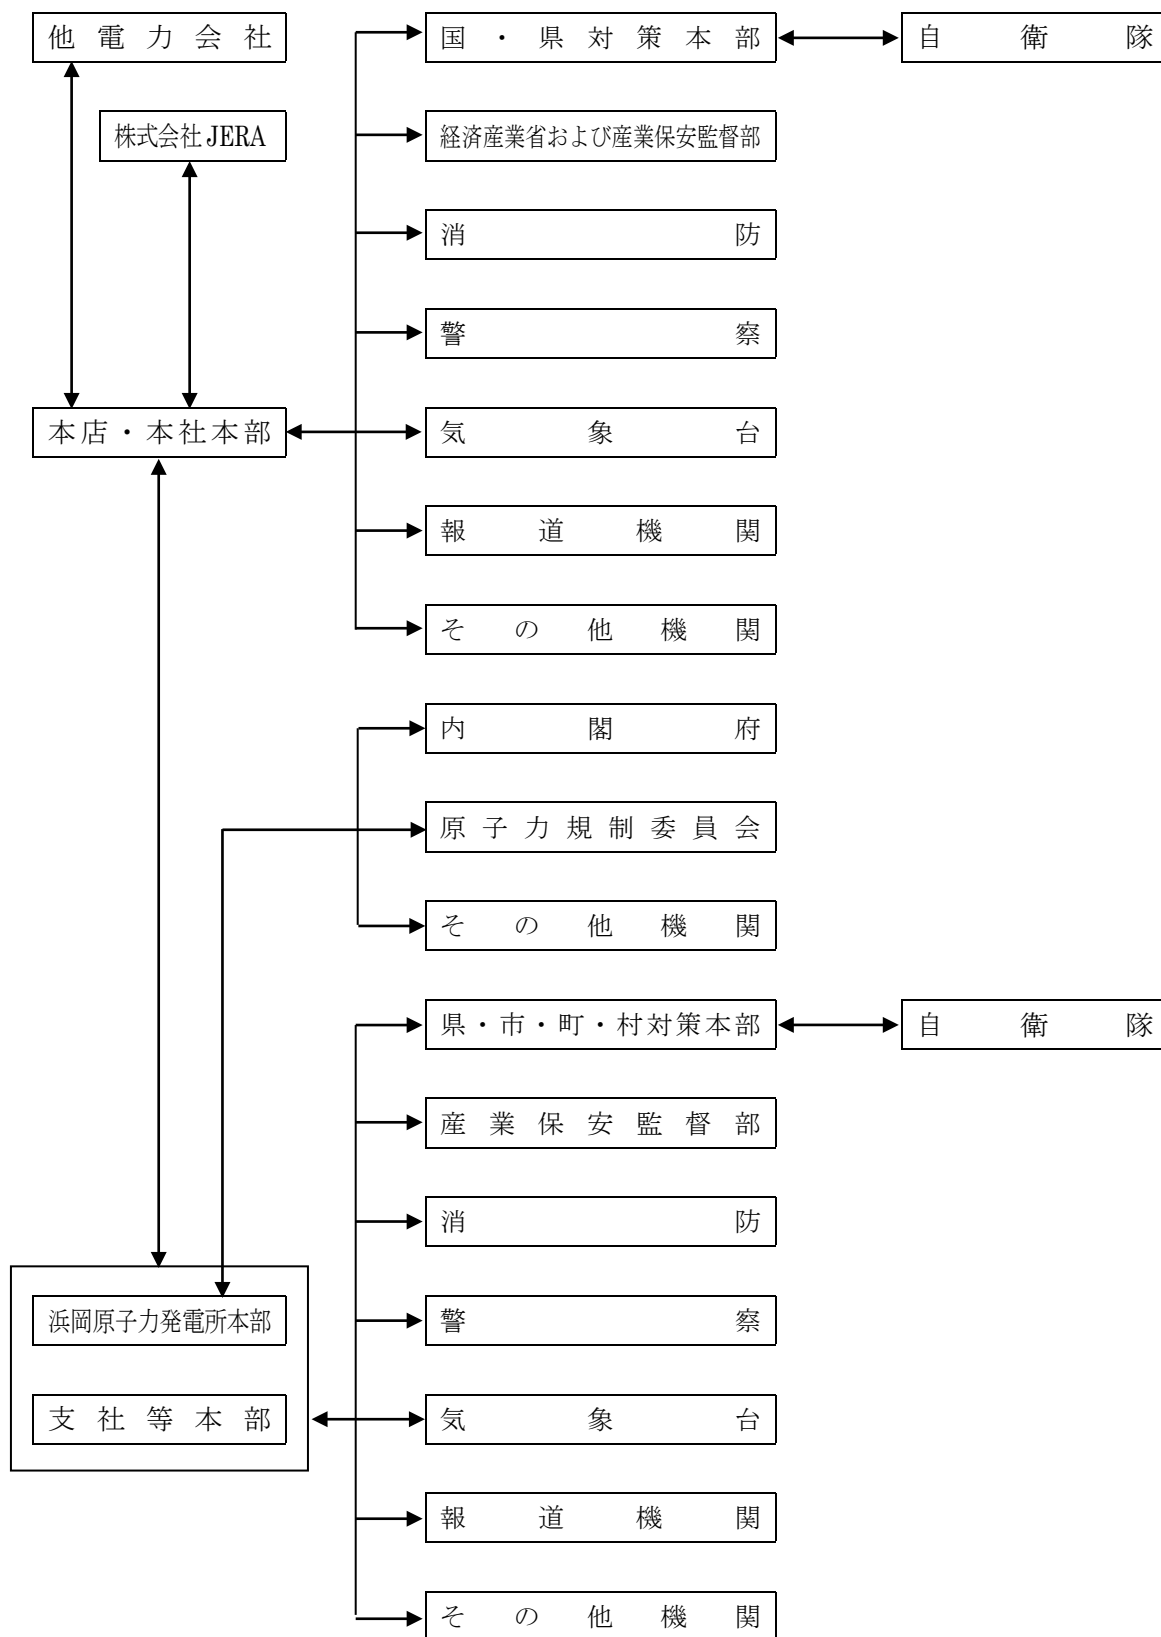 他電力会社
国・県対策本部
自衛隊
株式会社JERA
経済産業省および産業保安監督部
消防
警察
本店・本社本部
気象台
報道機関
その他機関
内閣府
原子力規制委員会
その他機関
県・市・町・村対策本部
自衛隊
産業保安監督部
消防
浜岡原子力発電所本部
警察
支社等本部
気象台
報道機関
その他機関